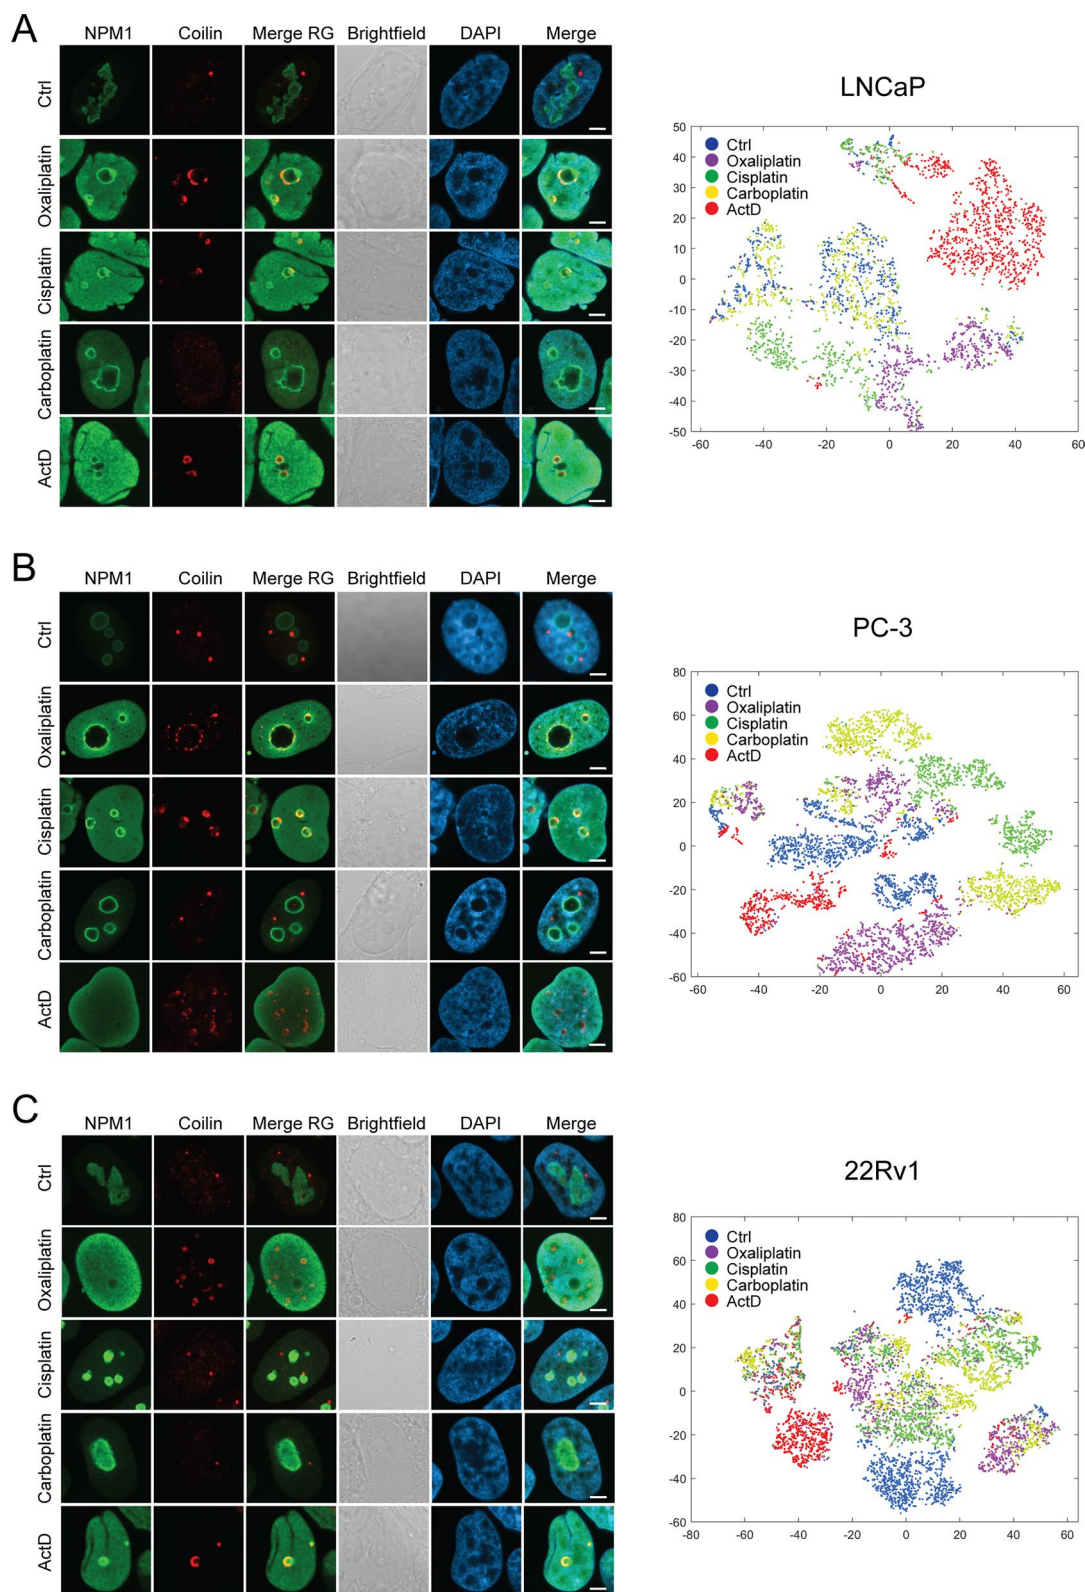 A
NPM1 Coilin Merge RG Brightfield DAPI Merge
Ctrl
Oxaliplatin
Cisplatin
Carboplatin
ActD
LNCaP
Ctrl
Oxaliplatin
Cisplatin
Carboplatin
ActD
50
40
30
20
10
0
-10
-20
-30
-40
-50
-60 -40 -20 0 20 40 60
B
NPM1 Coilin Merge RG Brightfield DAPI Merge
Ctrl
Oxaliplatin
Cisplatin
Carboplatin
ActD
PC-3
Ctrl
Oxaliplatin
Cisplatin
Carboplatin
ActD
80
60
40
20
0
-20
-40
-60
-60 -40 -20 0 20 40 60
C
NPM1 Coilin Merge RG Brightfield DAPI Merge
Ctrl
Oxaliplatin
Cisplatin
Carboplatin
ActD
22Rv1
Ctrl
Oxaliplatin
Cisplatin
Carboplatin
ActD
80
60
40
20
0
-20
-40
-60
-80 -60 -40 -20 0 20 40 60